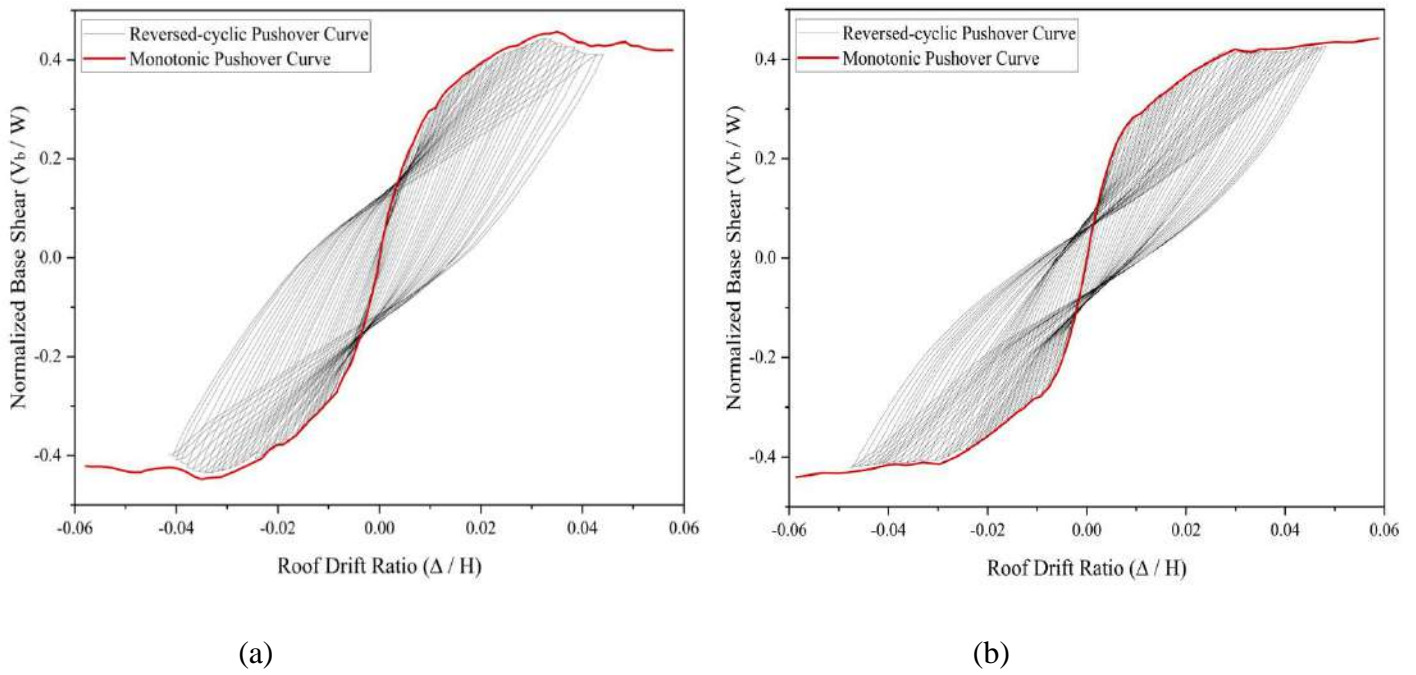 Reversed-cyclic Pushover Curve
Monotonic Pushover Curve
0.4
0.2
0.0
-0.2
-0.4
Normalized Base Shear (Vb / W)
-0.06
-0.04
-0.02
0.00
0.02
0.04
0.06
Roof Drift Ratio (Δ / H)
(a)
Reversed-cyclic Pushover Curve
Monotonic Pushover Curve
0.4
0.2
0.0
-0.2
-0.4
Normalized Base Shear (Vb / W)
-0.06
-0.04
-0.02
0.00
0.02
0.04
0.06
Roof Drift Ratio (Δ / H)
(b)